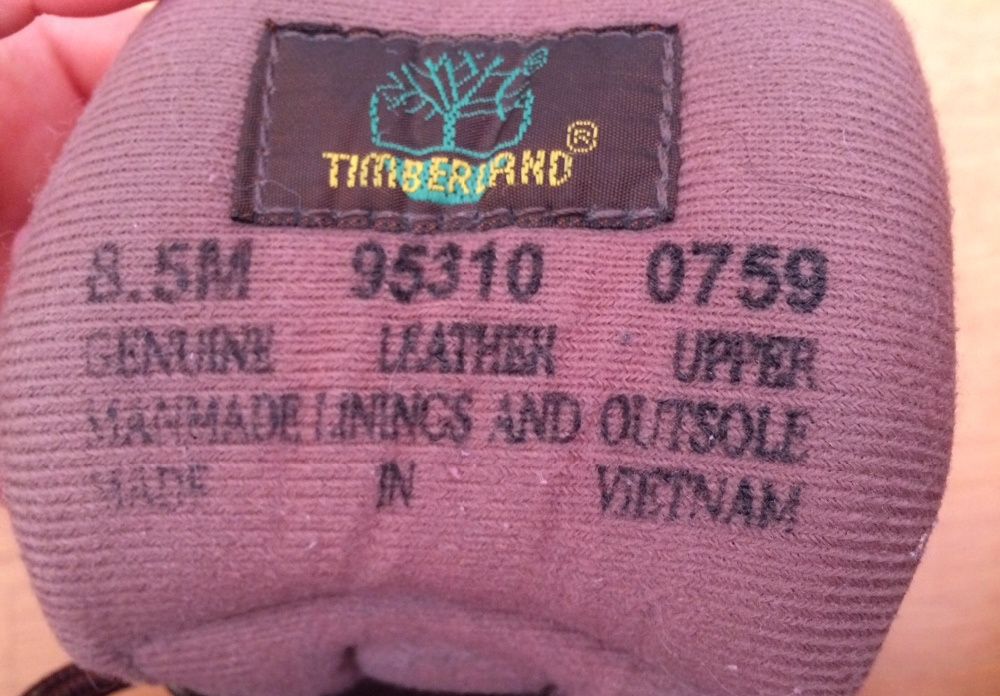 TIMBERLAND®
8.5M 95310 0759
GENUINE LEATHER UPPER
MANMADE LININGS AND OUTSOLE
MADE IN VIETNAM